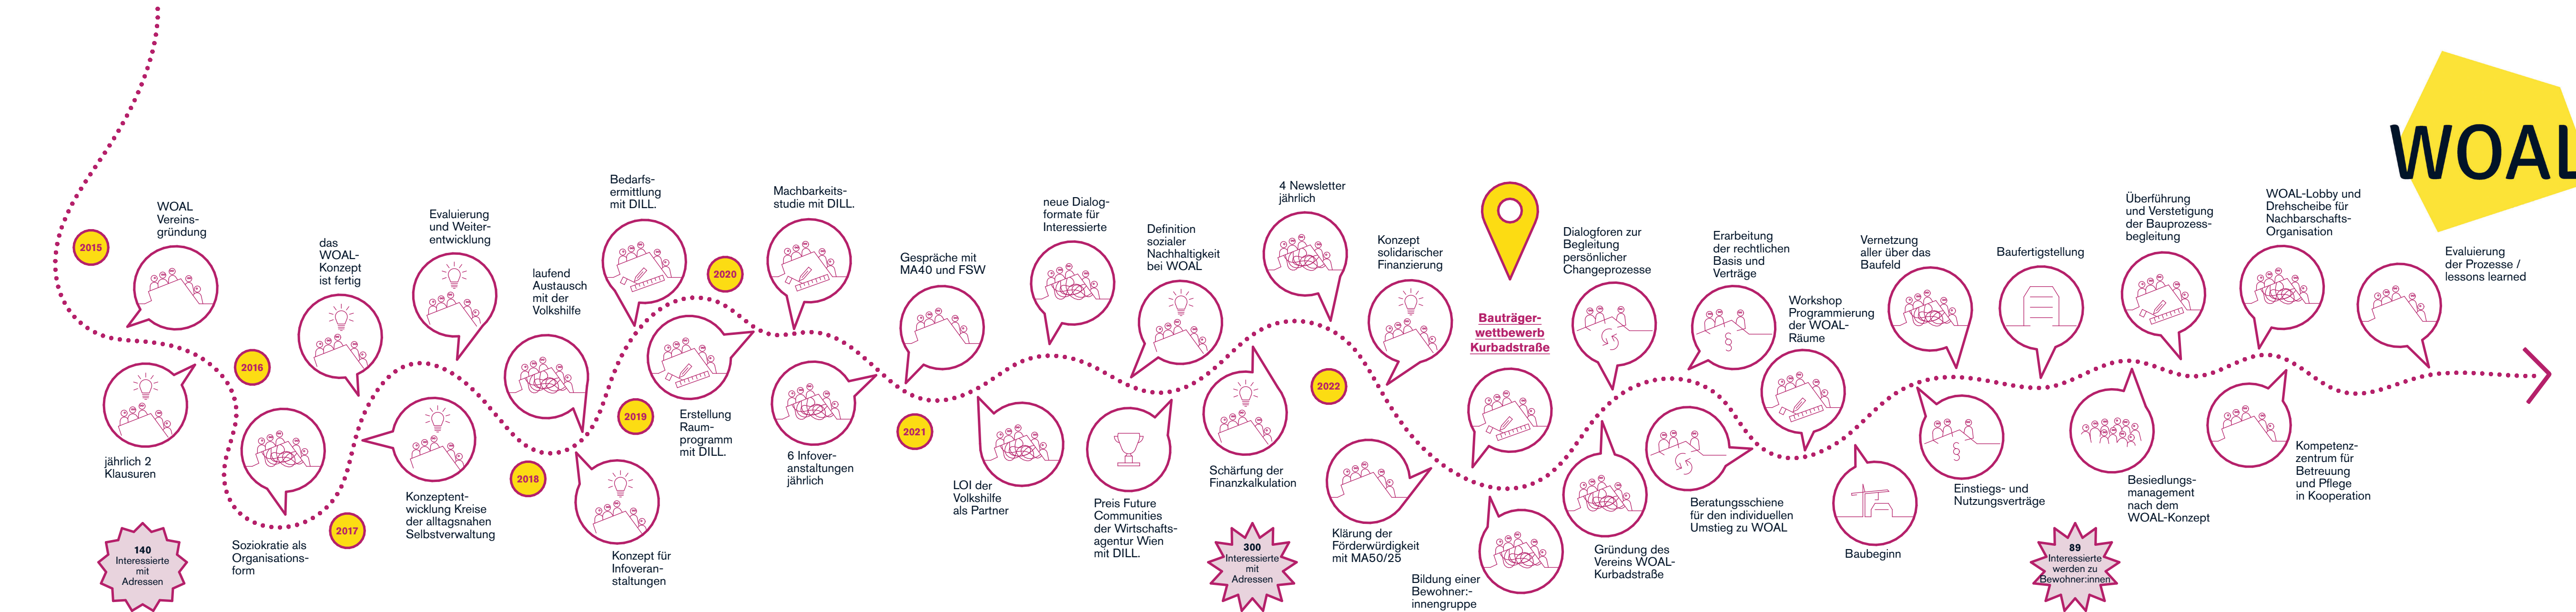 2015
WOAL
Vereins-
gründung
jährlich 2
Klausuren
140
Interessierte
mit
Adressen
2016
Soziokratie als
Organisations-
form
2017
das
WOAL-
Konzept
ist fertig
Evaluierung
und Weiter-
entwicklung
Konzeptent-
wicklung Kreise
der alltagsnahen
Selbstverwaltung
2018
laufend
Austausch
mit der
Volkshilfe
Konzept für
Infoveran-
staltungen
2019
Bedarfs-
ermittlung
mit DILL.
Erstellung
Raum-
programm
mit DILL.
2020
Machbarkeits-
studie mit DILL.
6 Infover-
anstaltungen
jährlich
2021
Gespräche mit
MA40 und FSW
LOI der
Volkshilfe
als Partner
neue Dialog-
formate für
Interessierte
Preis Future
Communities
der Wirtschafts-
agentur Wien
mit DILL.
Definition
sozialer
Nachhaltigkeit
bei WOAL
Schärfung der
Finanzkalkulation
300
Interessierte
mit
Adressen
4 Newsletter
jährlich
2022
Konzept
solidarischer
Finanzierung
Klärung der
Förderwürdigkeit
mit MA50/25
Bauträger-
wettbewerb
Kurbadstraße
Bildung einer
Bewohner:-
innengruppe
Dialogforen zur
Begleitung
persönlicher
Changeprozesse
Gründung des
Vereins WOAL-
Kurbadstraße
Erarbeitung
der rechtlichen
Basis und
Verträge
Beratungsschiene
für den individuellen
Umstieg zu WOAL
Workshop
Programmierung
der WOAL-
Räume
Baubeginn
Vernetzung
aller über das
Baufeld
Einstiegs- und
Nutzungsverträge
Baufertigstellung
89
Interessierte
werden zu
Bewohner:innen
Besiedlungs-
management
nach dem
WOAL-Konzept
Überführung
und Verstetigung
der Bauprozess-
begleitung
WOAL-Lobby und
Drehscheibe für
Nachbarschafts-
Organisation
Kompetenz-
zentrum für
Betreuung
und Pflege
in Kooperation
Evaluierung
der Prozesse /
lessons learned
WOAL